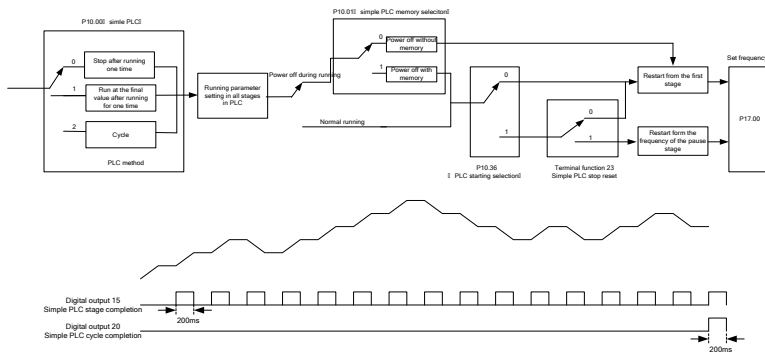 P10.00( simle PLC)
0
Stop after running
one time
1
Run at the final
value after running
for one time
2
Cycle
PLC method
Running parameter
setting in all stages
in PLC
Power off during running
Normal running
P10.01( simple PLC memory seleciton)
0
Power off without
memory
1
Power off with
memory
0
1
P10.36
( PLC starting selection)
0
1
Terminal function 23
Simple PLC stop reset
Restart from the first
stage
Restart form the
frequency of the pause
stage
Set frequency
P17.00
Digital output 15
Simple PLC stage completion
200ms
Digital output 20
Simple PLC cycle completion
200ms